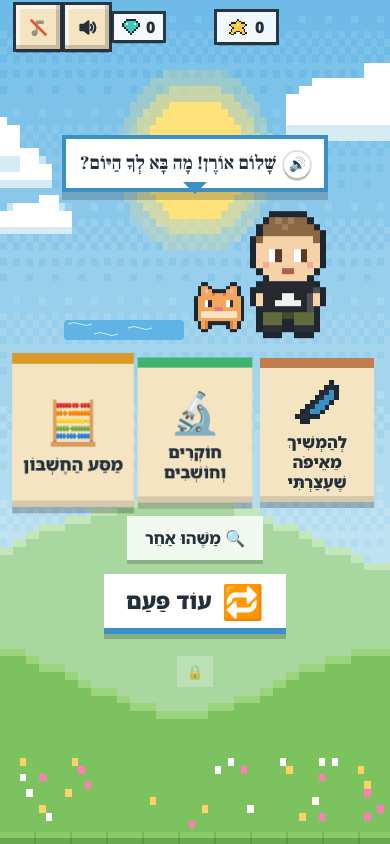 0
0
שָׁלוֹם אוֹרֶן! מָה בָּא לְךָ הַיּוֹם?
לְהַמְשִׁיךְ
מֵאֵיפֹה
שֶׁעָצַרְתִּי
חוֹקְרִים
וְחוֹשְׁבִים
מַסַּע הַחֶשְׁבּוֹן
מַשֶּׁהוּ אַחֵר
עוֹד פַּעַם